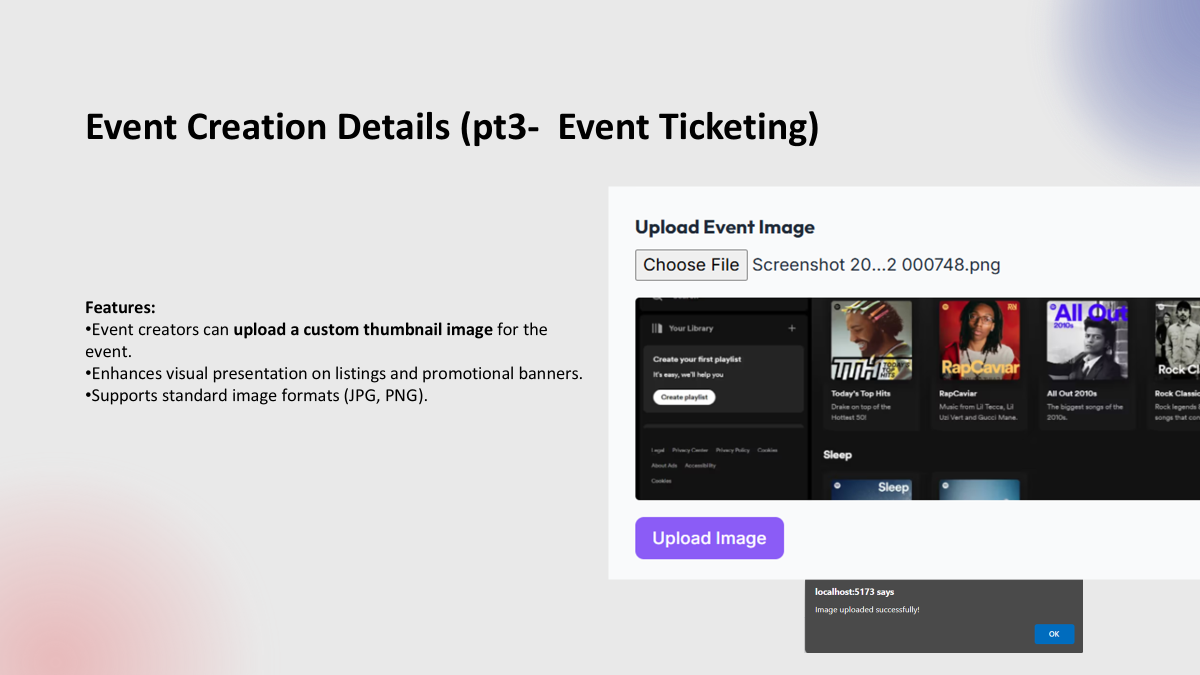 Event Creation Details (pt3-  Event Ticketing)
Features:
•Event creators can upload a custom thumbnail image for the
event.
•Enhances visual presentation on listings and promotional banners.
•Supports standard image formats (JPG, PNG).
Upload Event Image
Choose File Screenshot 20...2 000748.png
Your Library +
Create your first playlist
It's easy, we'll help you
Create playlist
Legal Privacy Center Privacy Policy Cookies
About Ads Accessibility
Cookies
TODAY'S TOP HITS
RapCaviar
All Out
2010s
Rock Cl
Today's Top Hits
Drake on top of the
Hottest 50!
RapCaviar
Music from Lil Tecca, Lil
Uzi Vert and Gucci Mane.
All Out 2010s
The biggest songs of the
2010s.
Rock Classic
Rock legends
songs that con
Sleep
Sleep
Upload Image
localhost:5173 says
Image uploaded successfully!
OK